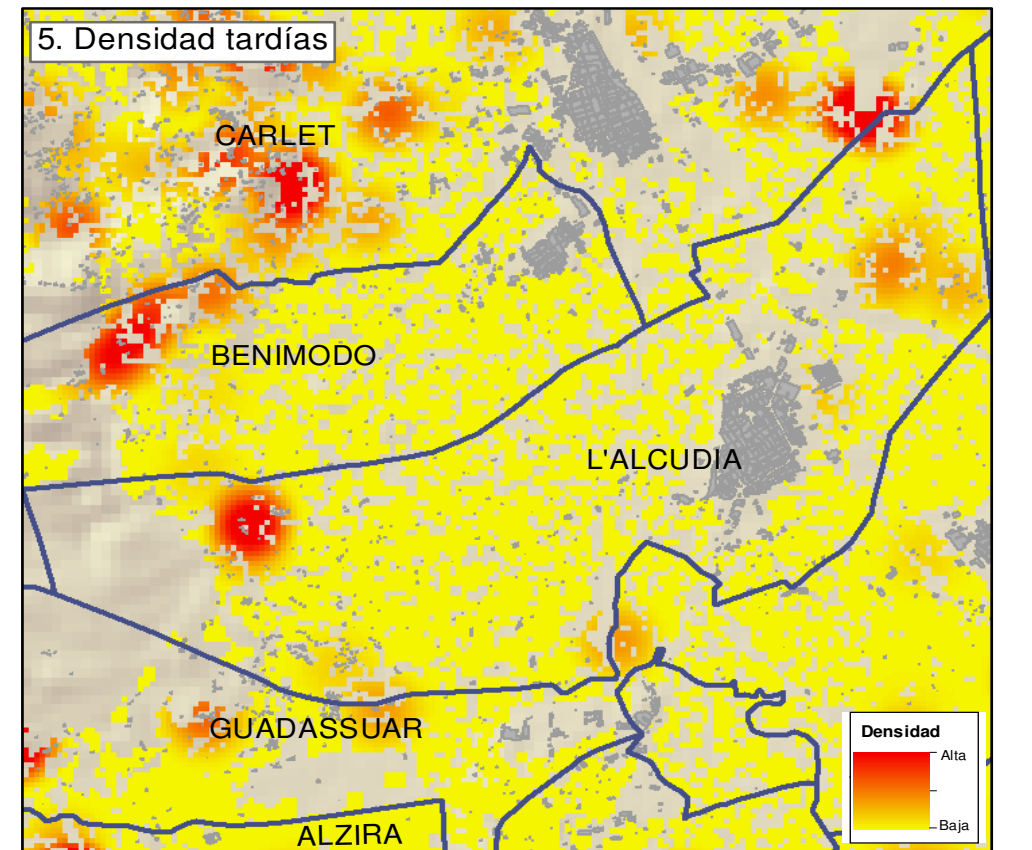 5. Densidad tardías
CARLET
BENIMODO
L'ALCUDIA
GUADASSUAR
ALZIRA
Densidad
Alta
Baja